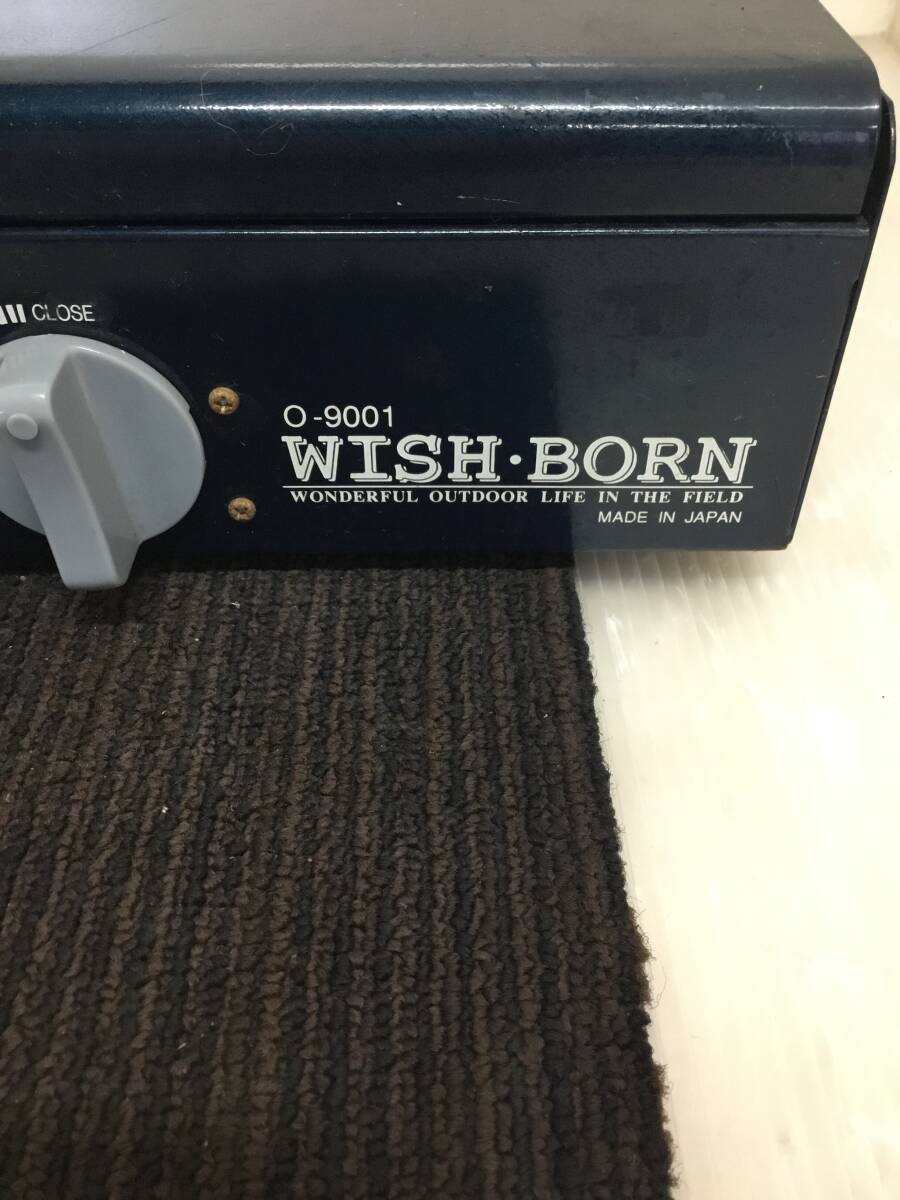 CLOSE
O-9001
WISH·BORN
WONDERFUL OUTDOOR LIFE IN THE FIELD
MADE IN JAPAN